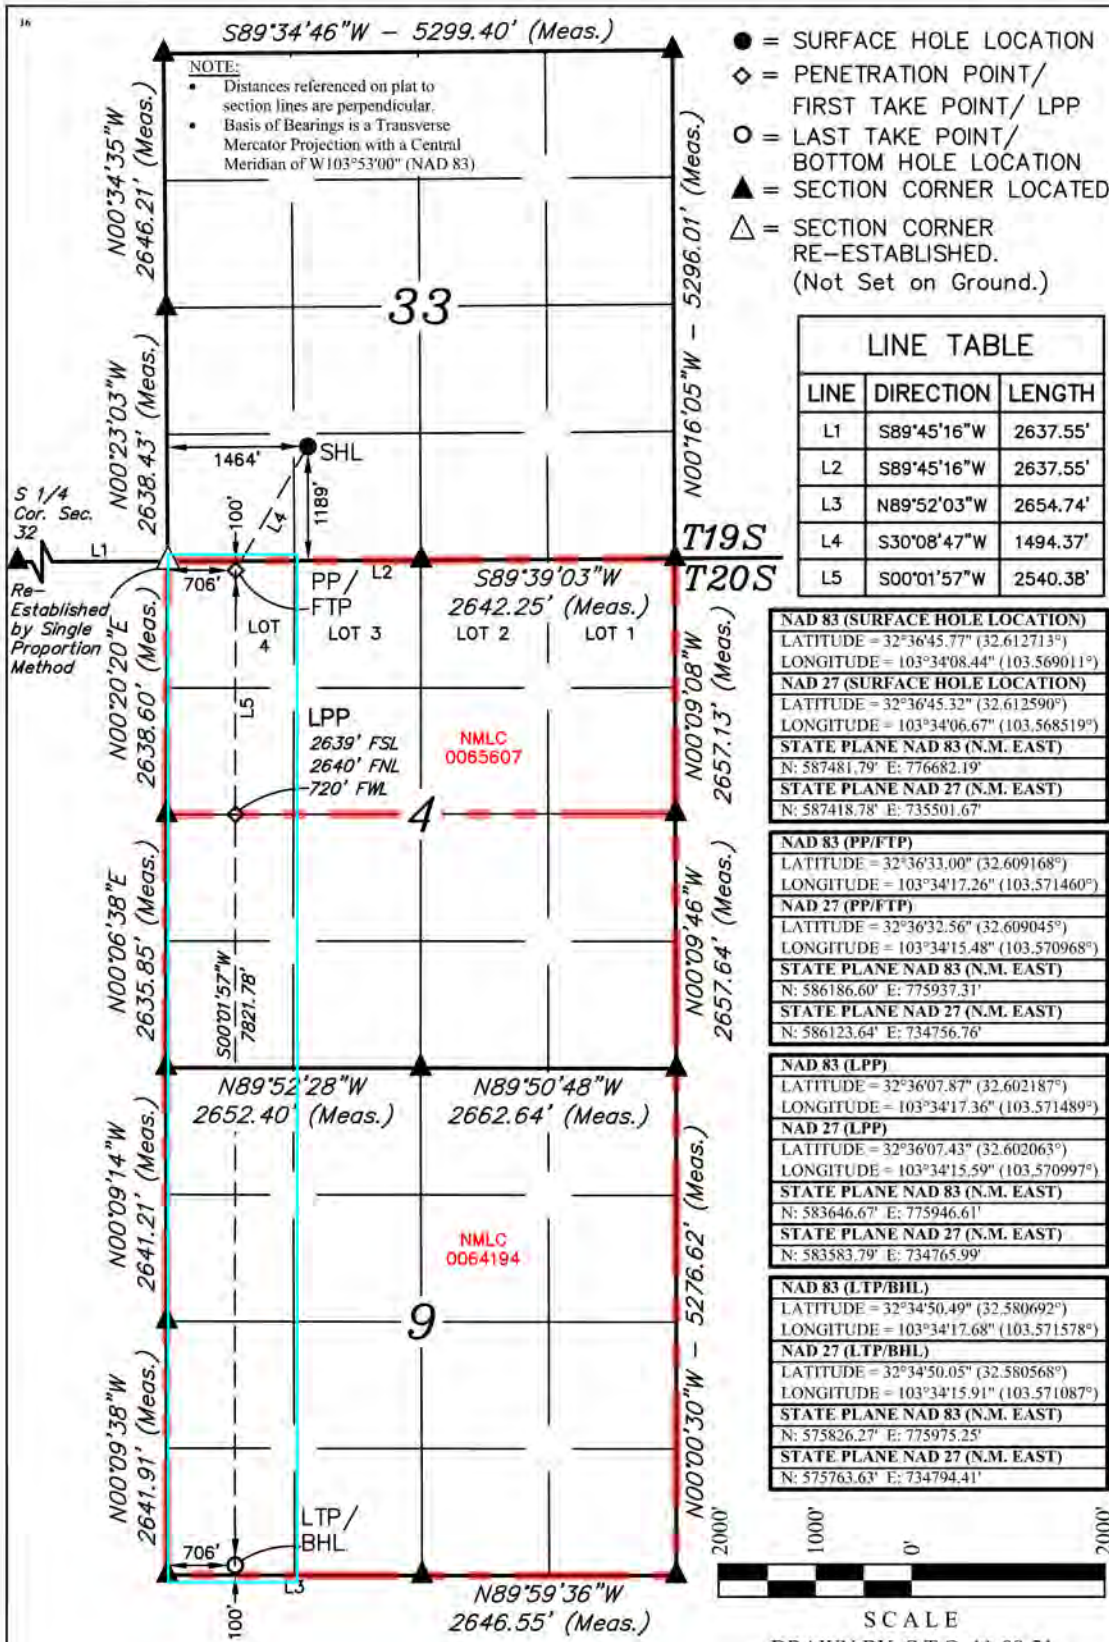 16
S89°34'46"W – 5299.40' (Meas.)
NOTE:
• Distances referenced on plat to
section lines are perpendicular.
• Basis of Bearings is a Transverse
Mercator Projection with a Central
Meridian of W103°53'00" (NAD 83)
N00°34'35"W
2646.21' (Meas.)
N00°16'05"W – 5296.01' (Meas.)
33
N00°23'03"W
2638.43' (Meas.)
1464'
SHL
1189'
L4
100'
S 1/4
Cor. Sec.
32
L1
Re-
Established
by Single
Proportion
Method
706'
PP/
FTP
L2
S89°39'03"W
2642.25' (Meas.)
T19S
T20S
LOT
4
LOT 3
LOT 2
LOT 1
N00°20'20"E
2638.60' (Meas.)
L5
LPP
2639' FSL
2640' FNL
720' FWL
NMLC
0065607
N00°09'08"W
2657.13' (Meas.)
4
N00°06'38"E
2635.85' (Meas.)
S00°01'57"W
7821.78'
N00°09'46"W
2657.64' (Meas.)
N89°52'28"W
2652.40' (Meas.)
N89°50'48"W
2662.64' (Meas.)
N00°09'14"W
2641.21' (Meas.)
NMLC
0064194
9
N00°00'30"W – 5276.62' (Meas.)
N00°09'38"W
2641.91' (Meas.)
LTP/
BHL
706'
L3
100'
N89°59'36"W
2646.55' (Meas.)
● = SURFACE HOLE LOCATION
◇ = PENETRATION POINT/
FIRST TAKE POINT/ LPP
○ = LAST TAKE POINT/
BOTTOM HOLE LOCATION
▲ = SECTION CORNER LOCATED
△ = SECTION CORNER
RE-ESTABLISHED.
(Not Set on Ground.)
LINE TABLE
LINE DIRECTION LENGTH
L1 S89°45'16"W 2637.55'
L2 S89°45'16"W 2637.55'
L3 N89°52'03"W 2654.74'
L4 S30°08'47"W 1494.37'
L5 S00°01'57"W 2540.38'
NAD 83 (SURFACE HOLE LOCATION)
LATITUDE = 32°36'45.77" (32.612713°)
LONGITUDE = 103°34'08.44" (103.569011°)
NAD 27 (SURFACE HOLE LOCATION)
LATITUDE = 32°36'45.32" (32.612590°)
LONGITUDE = 103°34'06.67" (103.568519°)
STATE PLANE NAD 83 (N.M. EAST)
N: 587481.79' E: 776682.19'
STATE PLANE NAD 27 (N.M. EAST)
N: 587418.78' E: 735501.67'
NAD 83 (PP/FTP)
LATITUDE = 32°36'33.00" (32.609168°)
LONGITUDE = 103°34'17.26" (103.571460°)
NAD 27 (PP/FTP)
LATITUDE = 32°36'32.56" (32.609045°)
LONGITUDE = 103°34'15.48" (103.570968°)
STATE PLANE NAD 83 (N.M. EAST)
N: 586186.60' E: 775937.31'
STATE PLANE NAD 27 (N.M. EAST)
N: 586123.64' E: 734756.76'
NAD 83 (LPP)
LATITUDE = 32°36'07.87" (32.602187°)
LONGITUDE = 103°34'17.36" (103.571489°)
NAD 27 (LPP)
LATITUDE = 32°36'07.43" (32.602063°)
LONGITUDE = 103°34'15.59" (103.570997°)
STATE PLANE NAD 83 (N.M. EAST)
N: 583646.67' E: 775946.61'
STATE PLANE NAD 27 (N.M. EAST)
N: 583583.79' E: 734765.99'
NAD 83 (LTP/BHL)
LATITUDE = 32°34'50.49" (32.580692°)
LONGITUDE = 103°34'17.68" (103.571578°)
NAD 27 (LTP/BHL)
LATITUDE = 32°34'50.05" (32.580568°)
LONGITUDE = 103°34'15.91" (103.571087°)
STATE PLANE NAD 83 (N.M. EAST)
N: 575826.27' E: 775975.25'
STATE PLANE NAD 27 (N.M. EAST)
N: 575763.63' E: 734794.41'
2000' 1000' 0' 2000'
SCALE